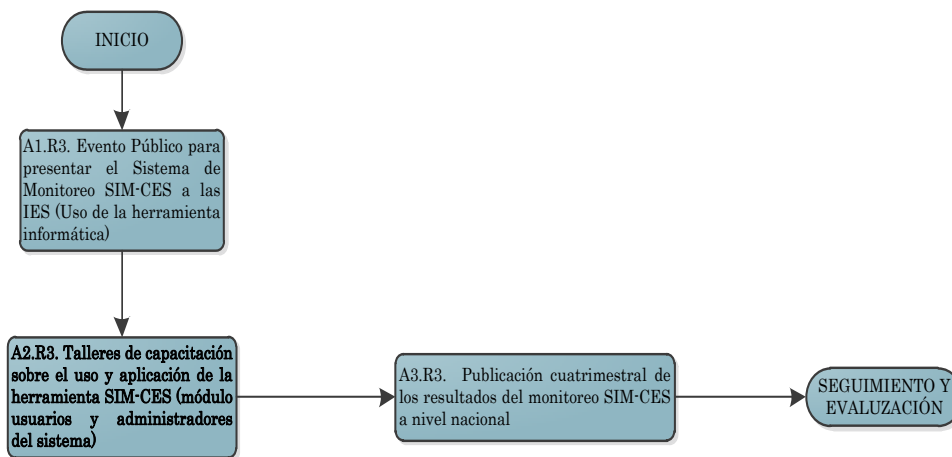 INICIO
A1.R3. Evento Público para
presentar el Sistema de
Monitoreo SIM-CES a las
IES (Uso de la herramienta
informática)
A2.R3. Talleres de capacitación
sobre el uso y aplicación de la
herramienta SIM-CES (módulo
usuarios y administradores
del sistema)
A3.R3. Publicación cuatrimestral de
los resultados del monitoreo SIM-CES
a nivel nacional
SEGUIMIENTO Y
EVALUZACIÓN